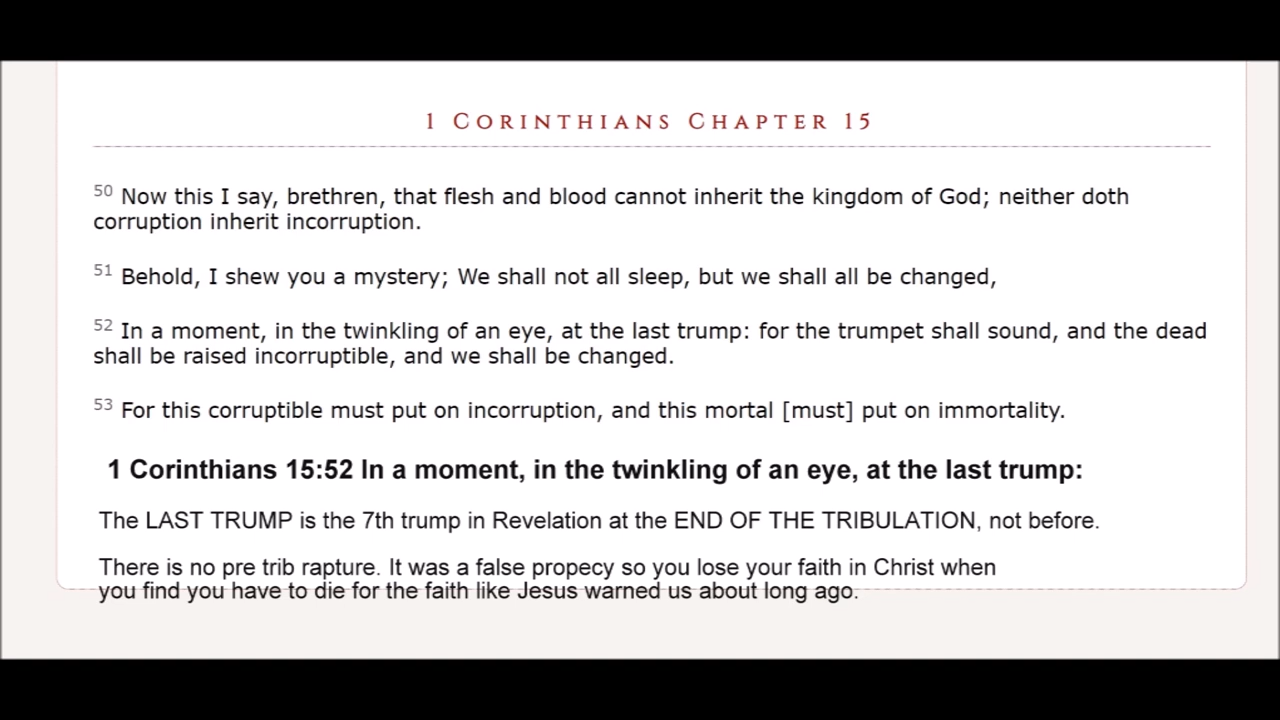 1 Corinthians Chapter 15
50 Now this I say, brethren, that flesh and blood cannot inherit the kingdom of God; neither doth
corruption inherit incorruption.
51 Behold, I shew you a mystery; We shall not all sleep, but we shall all be changed,
52 In a moment, in the twinkling of an eye, at the last trump: for the trumpet shall sound, and the dead
shall be raised incorruptible, and we shall be changed.
53 For this corruptible must put on incorruption, and this mortal [must] put on immortality.
1 Corinthians 15:52 In a moment, in the twinkling of an eye, at the last trump:
The LAST TRUMP is the 7th trump in Revelation at the END OF THE TRIBULATION, not before.
There is no pre trib rapture. It was a false propecy so you lose your faith in Christ when
you find you have to die for the faith like Jesus warned us about long ago.